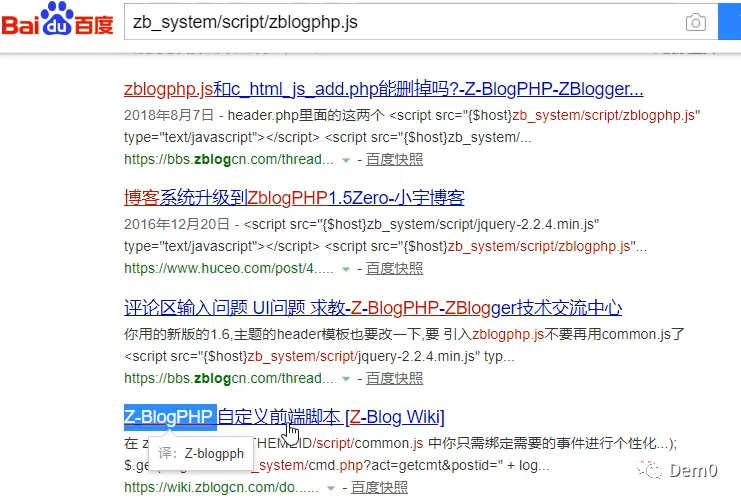 Bai du 百度
zb_system/script/zblogphp.js
zblogphp.js和c_html_js_add.php能删掉吗?-Z-BlogPHP-ZBlogger...
2018年8月7日 - header.php里面的这两个 <script src="{$host}zb_system/script/zblogphp.js"
type="text/javascript"></script> <script src="{$host}zb_system/...
https://bbs.zblogcn.com/thread... - 百度快照
博客系统升级到ZblogPHP1.5Zero-小宇博客
2016年12月20日 - <script src="{$host}zb_system/script/jquery-2.2.4.min.js"
type="text/javascript"></script> <script src="{$host}zb_system/script/zblogphp.js"...
https://www.huceo.com/post/4..... - 百度快照
评论区输入问题 UI问题 求教-Z-BlogPHP-ZBlogger技术交流中心
你用的新版的1.6,主题的header模板也要改一下,要 引入zblogphp.js不要再用common.js了
<script src="{$host}zb_system/script/jquery-2.2.4.min.js" typ...
https://bbs.zblogcn.com/thread... - 百度快照
Z-BlogPHP 自定义前端脚本 [Z-Blog Wiki]
在 z HEMEID/script/common.js 中你只需绑定需要的事件进行个性化...);
译: Z-blogpph
$.ge _system/cmd.php?act=getcmt&postid=" + log...
https://wiki.zblogcn.com/do...... - 百度快照
Dem0